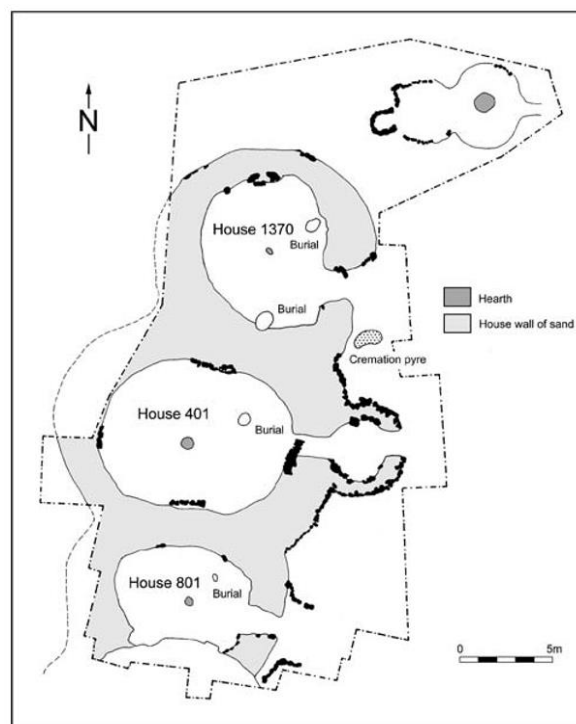 N
House 1370
Burial
Burial
Hearth
House wall of sand
Cremation pyre
House 401
Burial
House 801
Burial
0
5m